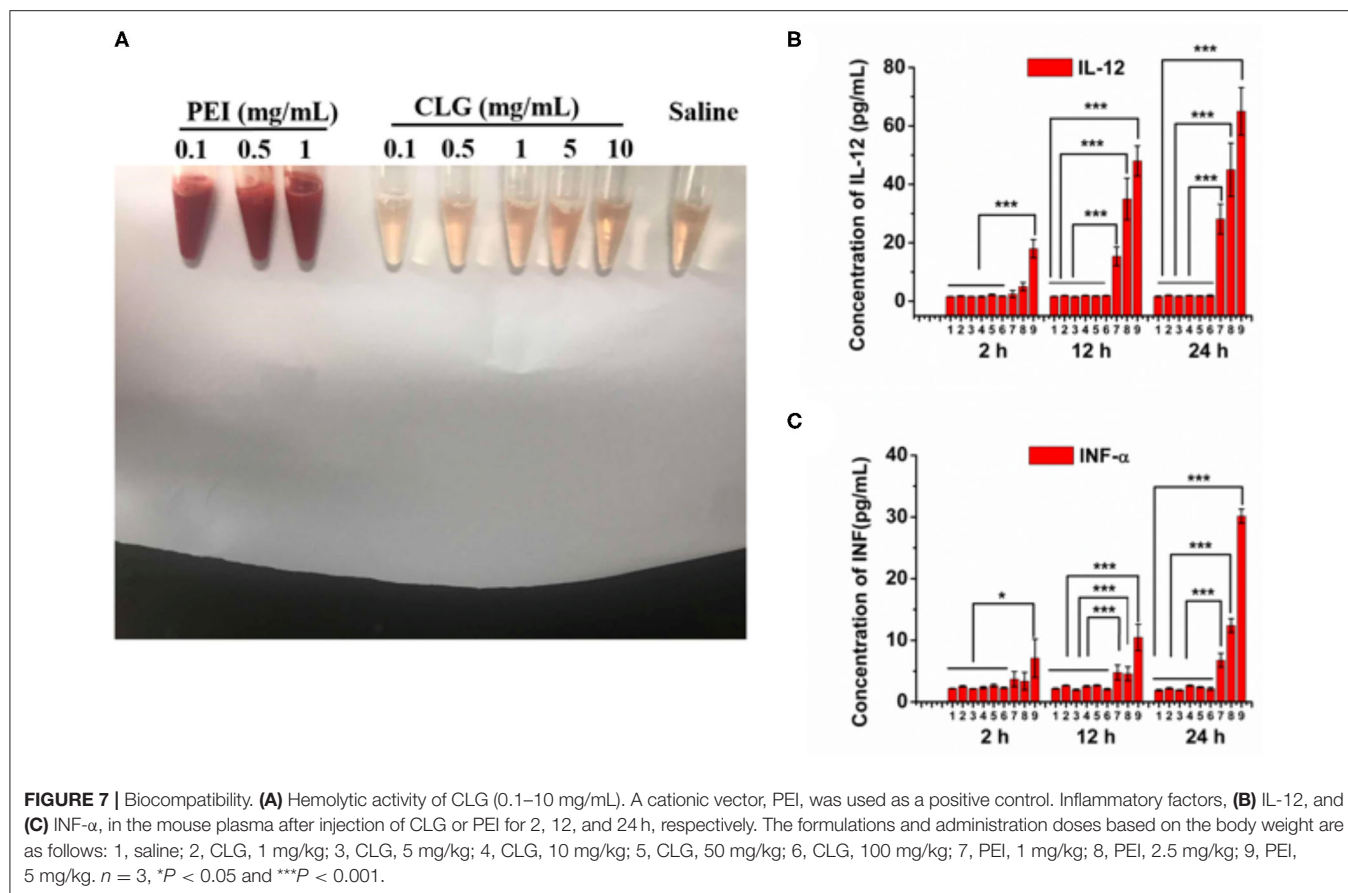 A
PEI (mg/mL)
CLG (mg/mL)
Saline
0.1 0.5 1
0.1 0.5 1 5 10
B
IL-12
Concentration of IL-12 (pg/mL)
80
60
40
20
0
***
***
***
***
***
***
***
1 2 3 4 5 6 7 8 9
1 2 3 4 5 6 7 8 9
1 2 3 4 5 6 7 8 9
2 h
12 h
24 h
C
INF-α
Concentration of INF(pg/mL)
40
30
20
10
0
*
***
***
***
***
***
***
1 2 3 4 5 6 7 8 9
1 2 3 4 5 6 7 8 9
1 2 3 4 5 6 7 8 9
2 h
12 h
24 h
FIGURE 7 | Biocompatibility. (A) Hemolytic activity of CLG (0.1–10 mg/mL). A cationic vector, PEI, was used as a positive control. Inflammatory factors, (B) IL-12, and
(C) INF-α, in the mouse plasma after injection of CLG or PEI for 2, 12, and 24 h, respectively. The formulations and administration doses based on the body weight are
as follows: 1, saline; 2, CLG, 1 mg/kg; 3, CLG, 5 mg/kg; 4, CLG, 10 mg/kg; 5, CLG, 50 mg/kg; 6, CLG, 100 mg/kg; 7, PEI, 1 mg/kg; 8, PEI, 2.5 mg/kg; 9, PEI,
5 mg/kg. n = 3, *P < 0.05 and ***P < 0.001.